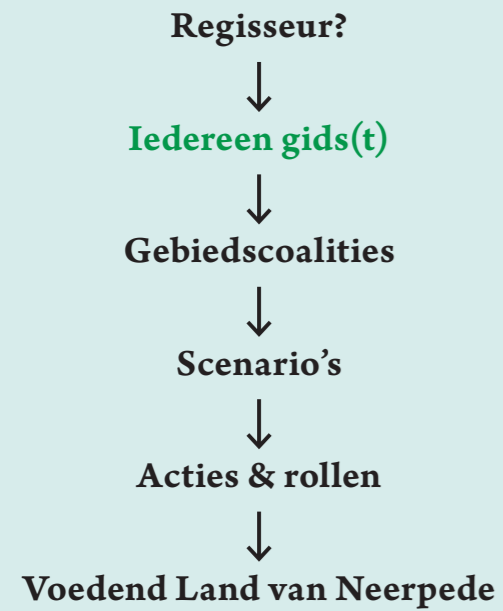 Regisseur?
Iedereen gids(t)
Gebiedscoalities
Scenario’s
Acties & rollen
Voedend Land van Neerpede